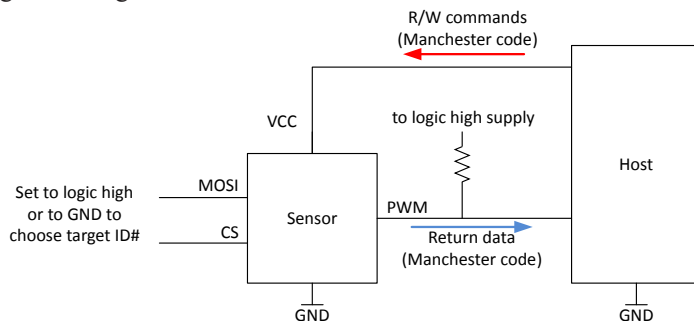 R/W commands
(Manchester code)
VCC
to logic high supply
Host
Set to logic high
or to GND to
choose target ID#
MOSI
CS
Sensor
PWM
Return data
(Manchester code)
GND
GND